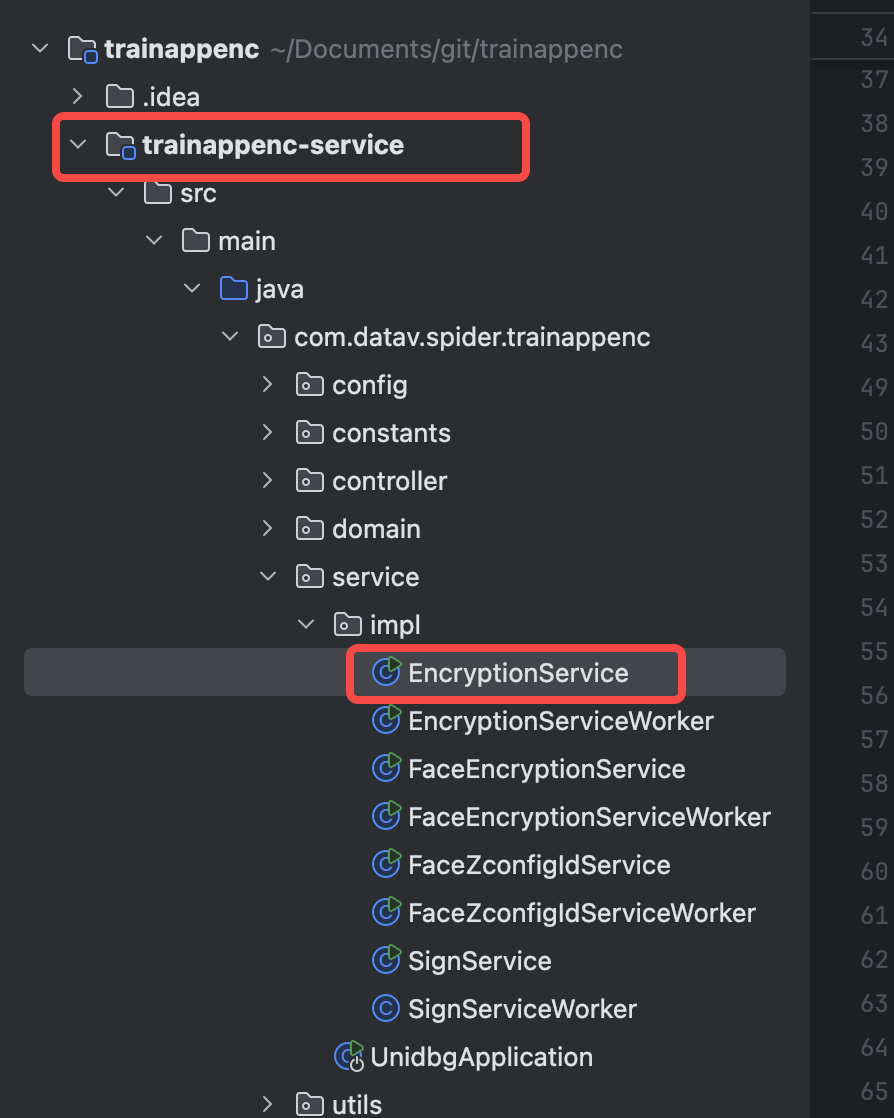 trainappenc ~/Documents/git/trainappenc
.idea
trainappenc-service
src
main
java
com.datav.spider.trainappenc
config
constants
controller
domain
service
impl
EncryptionService
EncryptionServiceWorker
FaceEncryptionService
FaceEncryptionServiceWorker
FaceZconfigIdService
FaceZconfigIdServiceWorker
SignService
SignServiceWorker
UnidbgApplication
utils
34
37
38
39
40
41
42
43
49
50
51
52
53
54
55
56
57
58
59
60
61
62
63
64
65